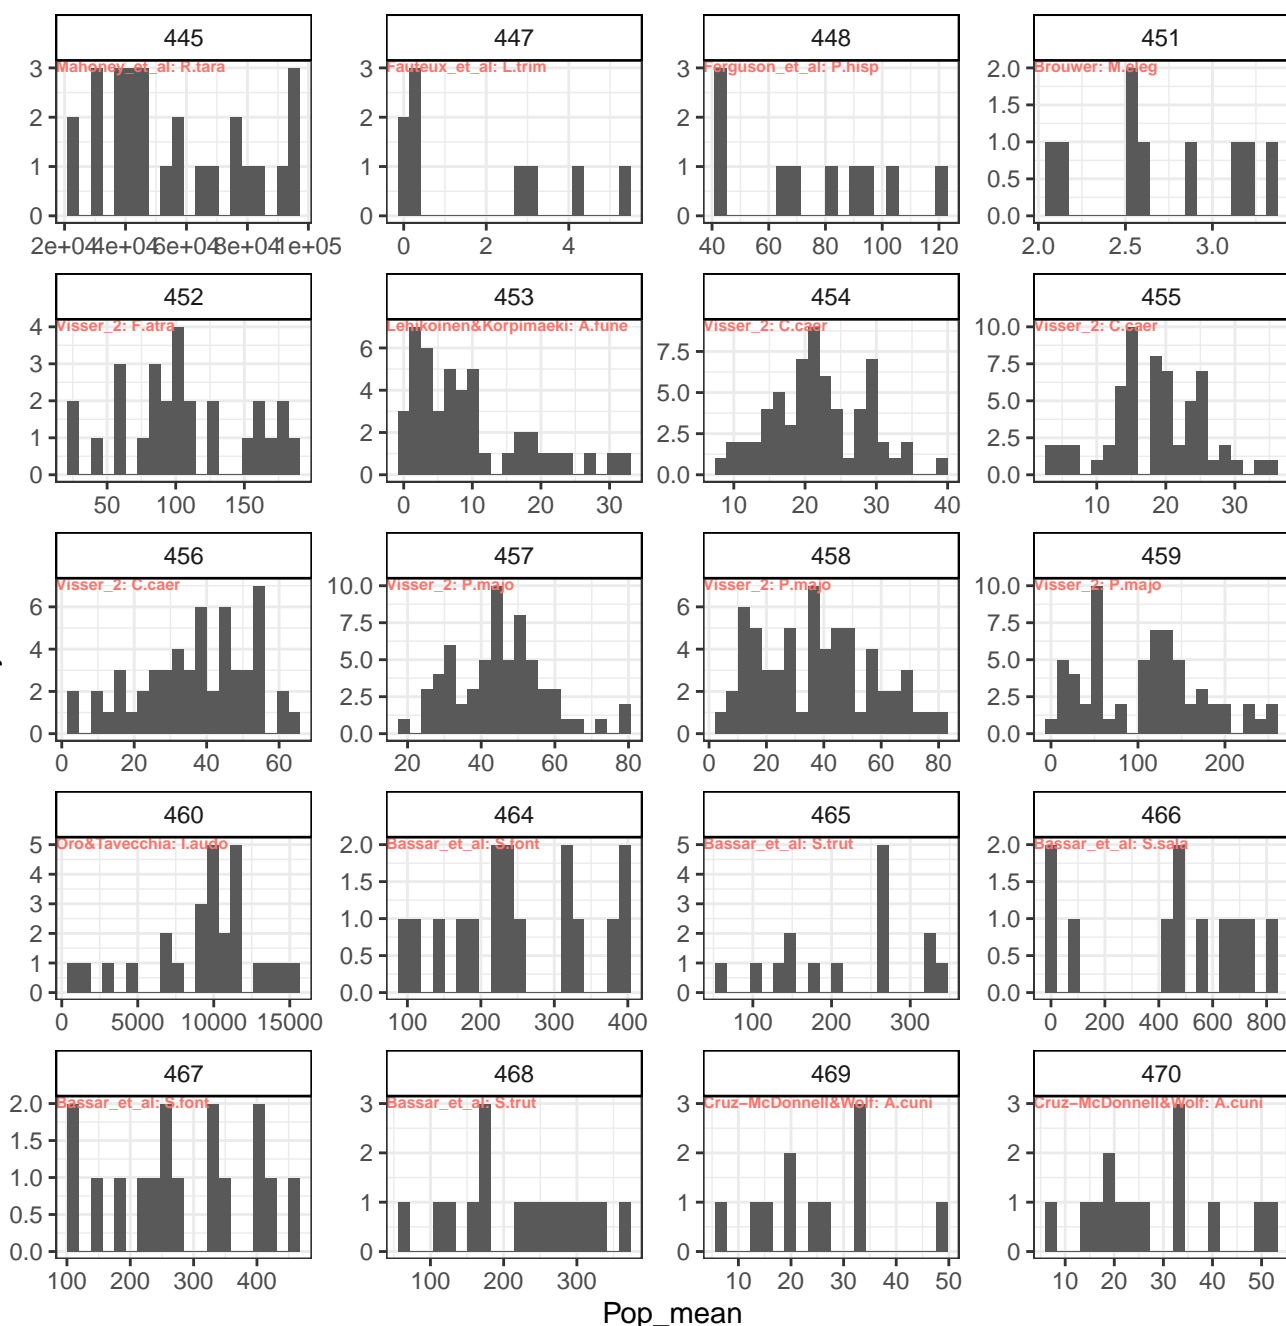 445 447 448 451
Mahoney_et_al: R.tara Fauteux_et_al: L.trim Ferguson_et_al: P.hisp Brouwer: M.eleg
3 3 3 2.0
2 2 2 1.5
1 1 1 1.0
0.5
0 0 0 0.0
2e+04 4e+04 6e+04 8e+04 1e+05 0 2 4 40 60 80 100 120 2.0 2.5 3.0
452 453 454 455
Visser_2: F.atra Lehikoinen&Korpimaeki: A.fune Visser_2: C.caer Visser_2: C.caer
4 6 7.5 10.0
3 4 5.0 7.5
2 2 2.5 5.0
1 2.5
0 0 0.0 0.0
50 100 150 0 10 20 30 10 20 30 40 10 20 30
456 457 458 459
Visser_2: C.caer Visser_2: P.majo Visser_2: P.majo Visser_2: P.majo
6 10.0 6 10.0
4 7.5 4 7.5
2 5.0 2 5.0
2.5 2.5
0 0.0 0 0.0
0 20 40 60 20 40 60 80 0 20 40 60 80 0 100 200
460 464 465 466
Oro&Tavecchia: I.audo Bassar_et_al: S.font Bassar_et_al: S.trut Bassar_et_al: S.sala
5 2.0 5 2.0
4 1.5 4 1.5
3 1.0 3 1.0
2 0.5 2 0.5
1 1
0 0.0 0 0.0
0 5000 10000 15000 100 200 300 400 100 200 300 0 200 400 600 800
467 468 469 470
Bassar_et_al: S.font Bassar_et_al: S.trut Cruz−McDonnell&Wolf: A.cuni Cruz−McDonnell&Wolf: A.cuni
2.0 3 3 3
1.5 2 2 2
1.0 1 1 1
0.5
0.0 0 0 0
100 200 300 400 100 200 300 10 20 30 40 50 10 20 30 40 50
Pop_mean